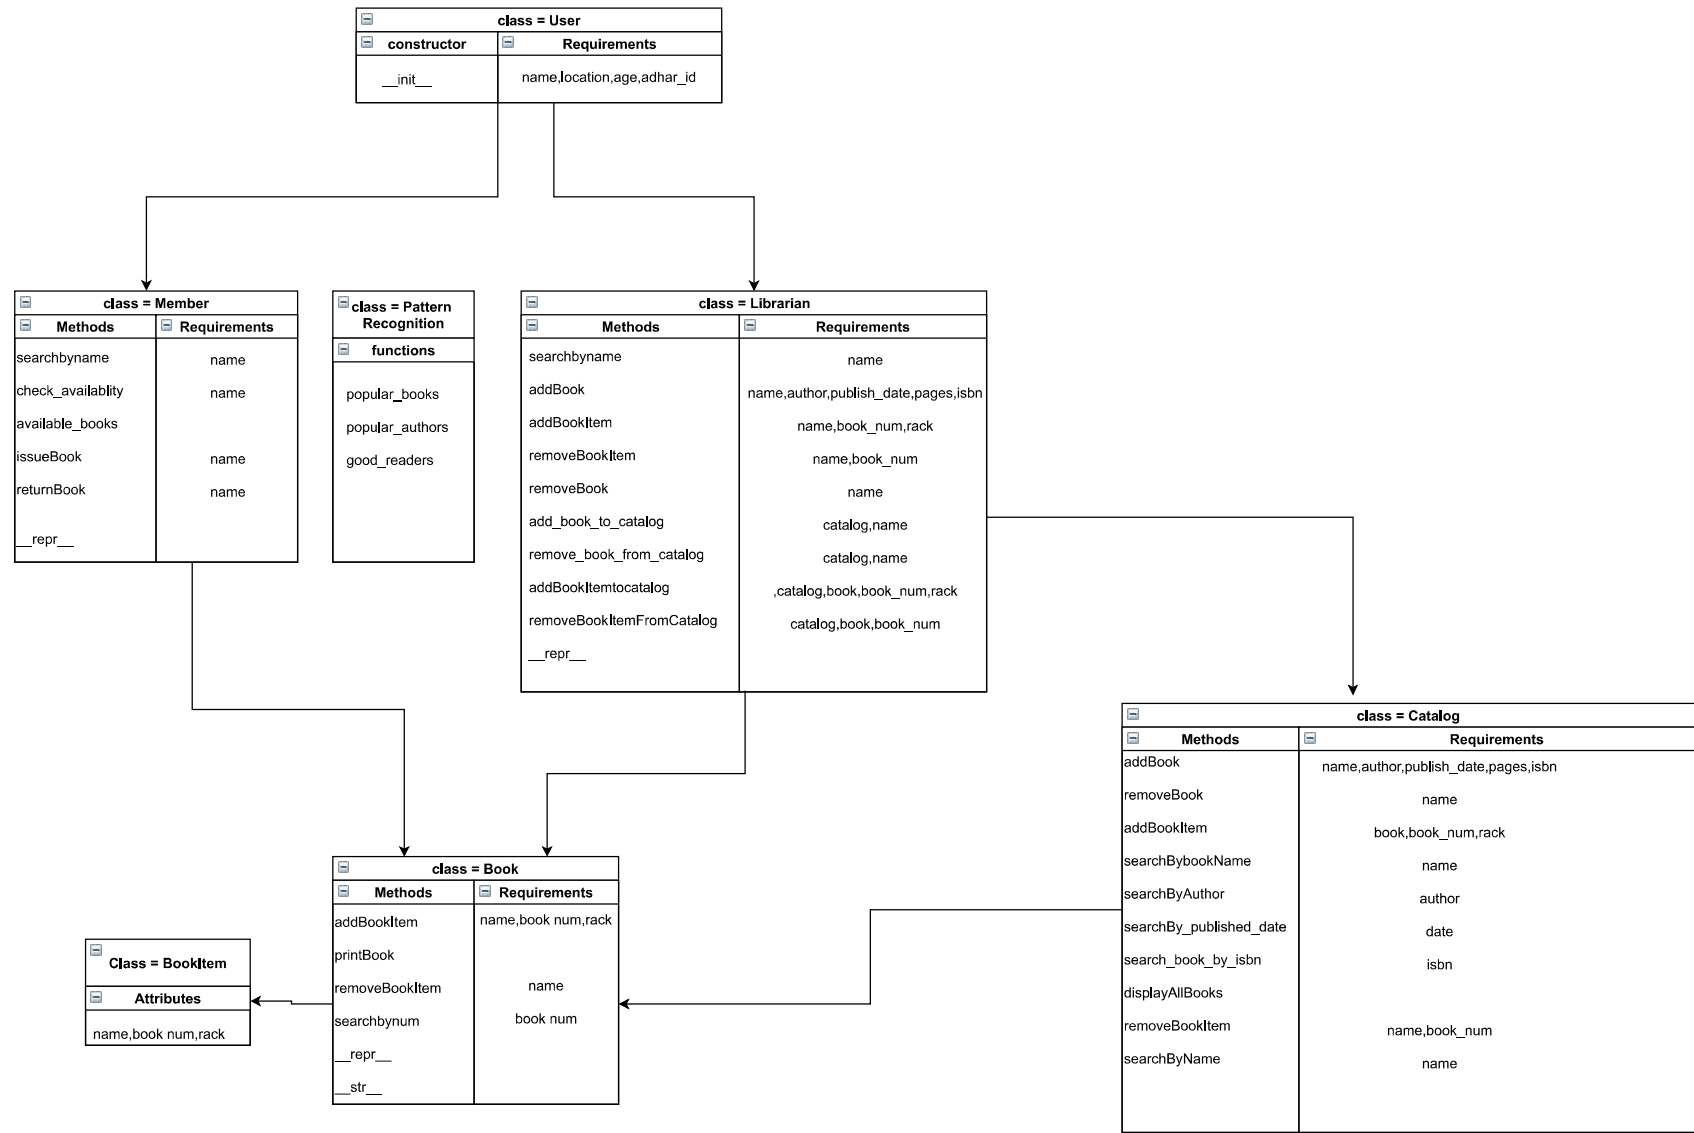 class = User
constructor
Requirements
__init__
name,location,age,adhar_id
class = Member
Methods
Requirements
searchbyname
name
check_availablity
name
available_books
issueBook
name
returnBook
name
__repr__
class = Pattern
Recognition
functions
popular_books
popular_authors
good_readers
class = Librarian
Methods
Requirements
searchbyname
name
addBook
name,author,publish_date,pages,isbn
addBookItem
name,book_num,rack
removeBookItem
name,book_num
removeBook
name
add_book_to_catalog
catalog,name
remove_book_from_catalog
catalog,name
addBookItemtocatalog
,catalog,book,book_num,rack
removeBookItemFromCatalog
catalog,book,book_num
__repr__
class = Catalog
Methods
Requirements
addBook
name,author,publish_date,pages,isbn
removeBook
name
addBookItem
book,book_num,rack
searchBybookName
name
searchByAuthor
author
searchBy_published_date
date
search_book_by_isbn
isbn
displayAllBooks
removeBookItem
name,book_num
searchByName
name
class = Book
Methods
Requirements
addBookItem
name,book num,rack
printBook
removeBookItem
name
searchbynum
book num
__repr__
__str__
Class = BookItem
Attributes
name,book num,rack